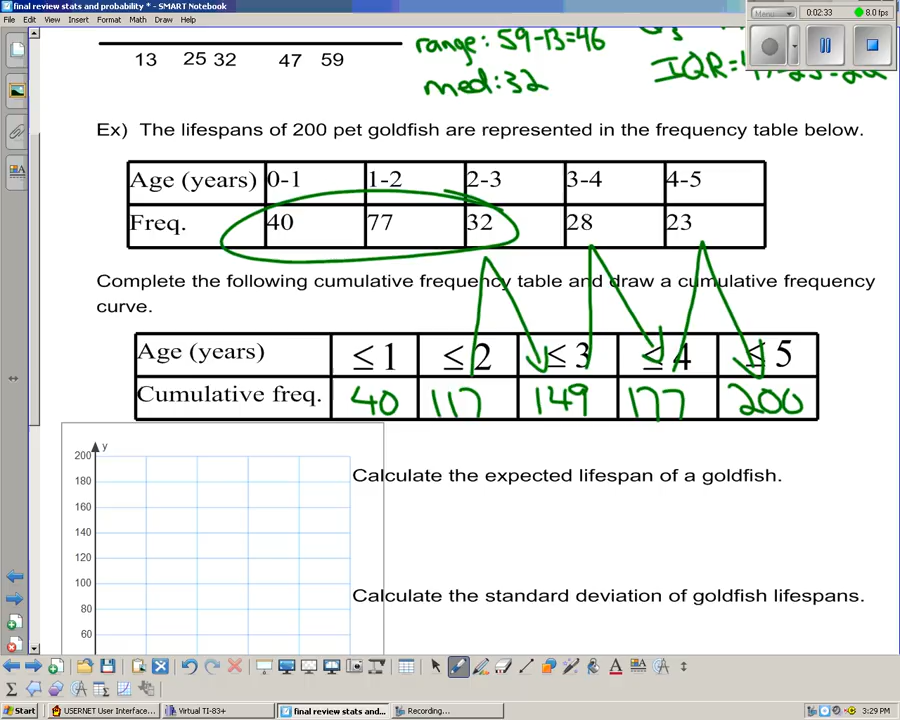 final review stats and probability * - SMART Notebook
File Edit View Insert Format Math Draw Help
Menu
0:02:33 8.0 fps
13 25 32 47 59
range: 59-13=46
med: 32
IQR=
Ex) The lifespans of 200 pet goldfish are represented in the frequency table below.
Age (years) 0-1 1-2 2-3 3-4 4-5
Freq. 40 77 32 28 23
Complete the following cumulative frequency table and draw a cumulative frequency
curve.
Age (years) ≤ 1 ≤ 2 ≤ 3 ≤ 4 ≤ 5
Cumulative freq. 40 117 149 177 200
y
200
180
160
140
120
100
80
60
Calculate the expected lifespan of a goldfish.
Calculate the standard deviation of goldfish lifespans.
Start USERNET User Interface... Virtual TI-83+ final review stats and... Recording... 3:29 PM